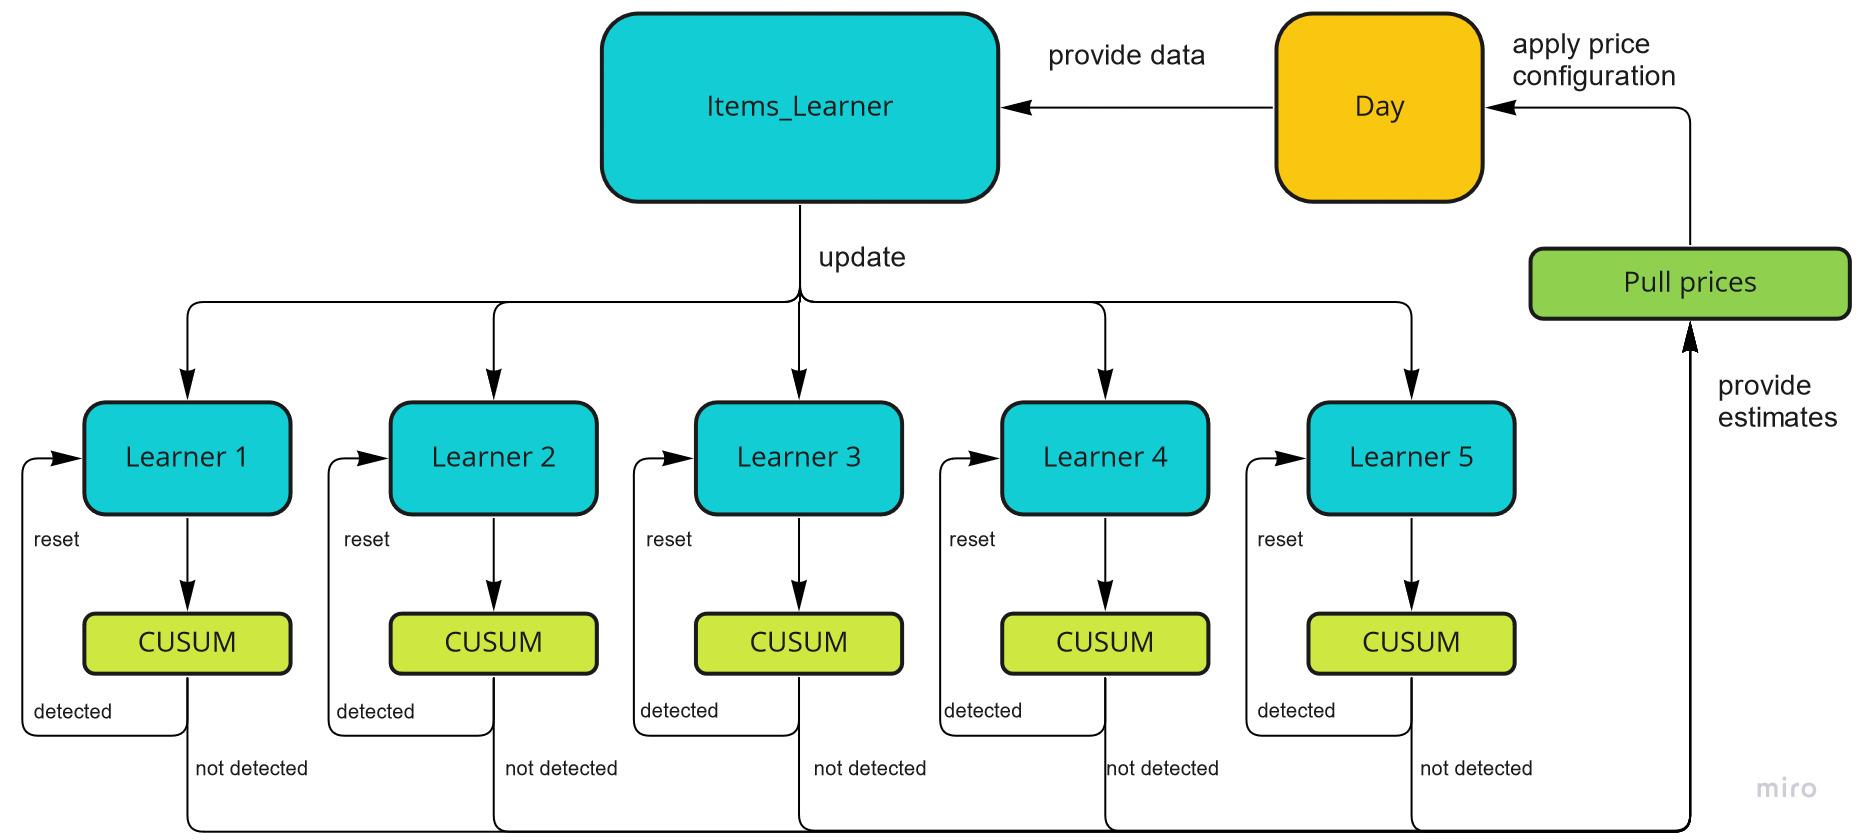 provide data
apply price
configuration
Items_Learner
Day
update
Pull prices
provide
estimates
Learner 1
Learner 2
Learner 3
Learner 4
Learner 5
reset
reset
reset
reset
reset
CUSUM
CUSUM
CUSUM
CUSUM
CUSUM
detected
detected
detected
detected
detected
not detected
not detected
not detected
not detected
not detected
miro